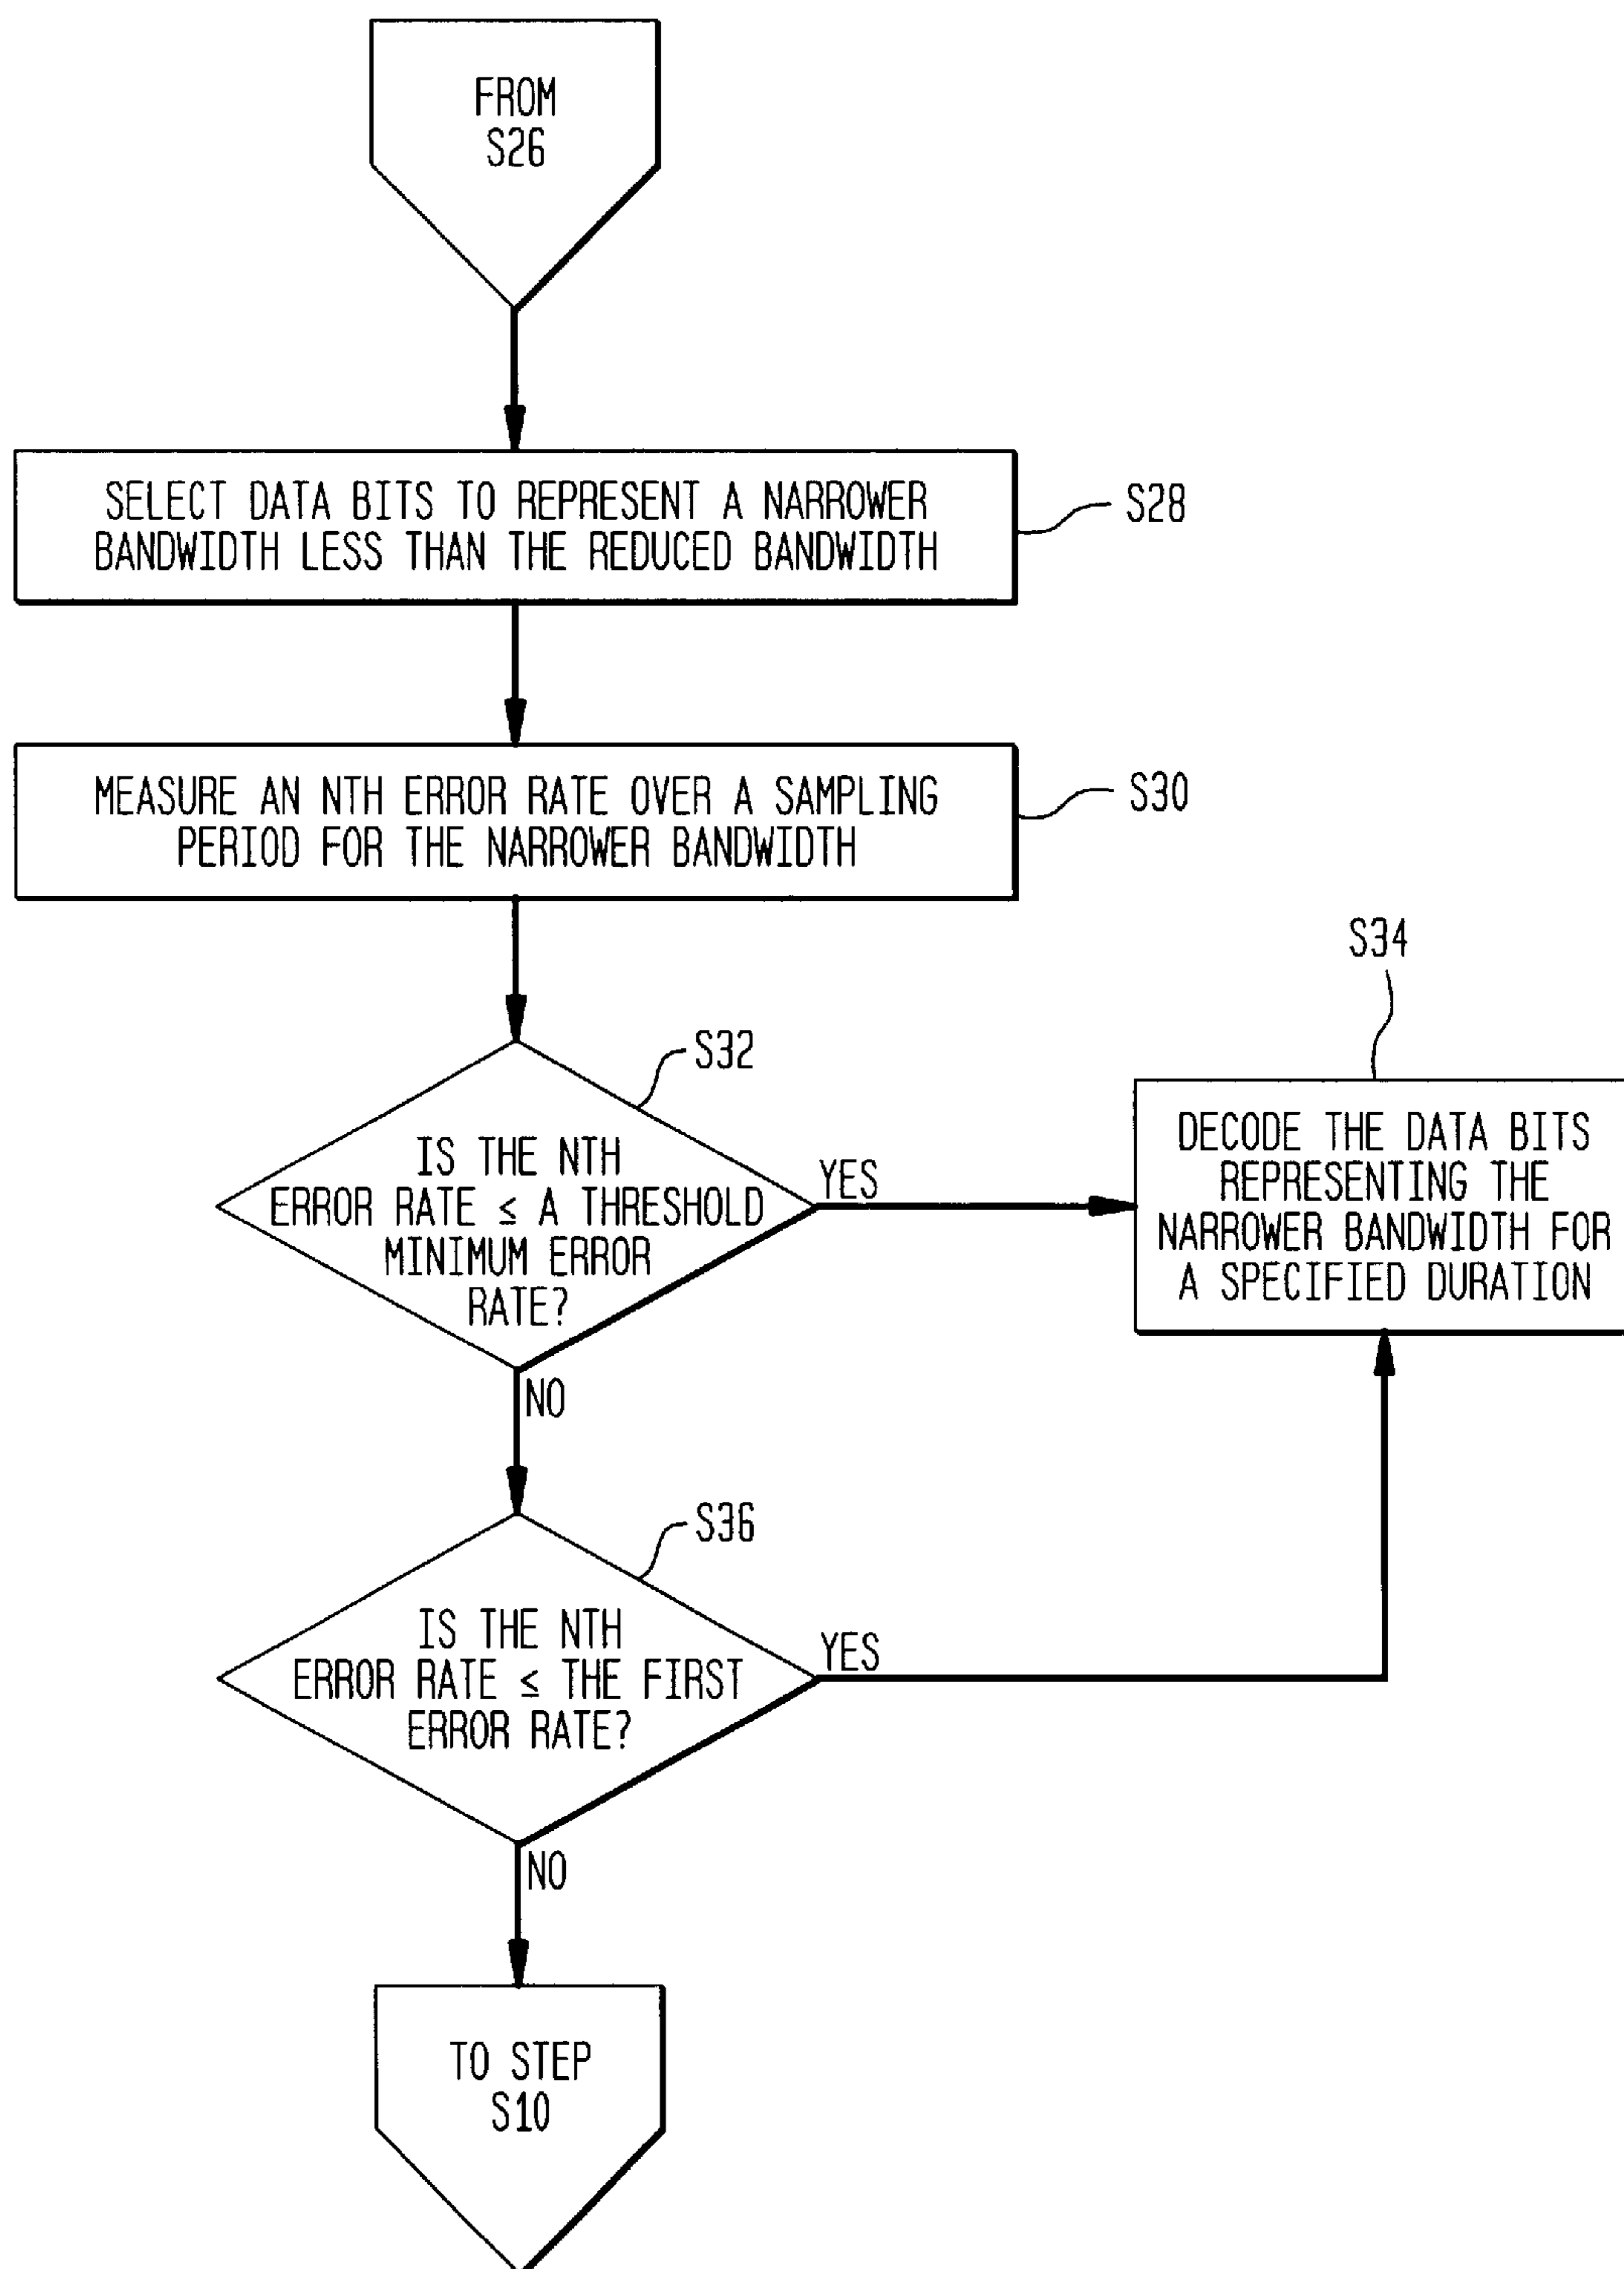 FROM
S26
SELECT DATA BITS TO REPRESENT A NARROWER
BANDWIDTH LESS THAN THE REDUCED BANDWIDTH
S28
MEASURE AN NTH ERROR RATE OVER A SAMPLING
PERIOD FOR THE NARROWER BANDWIDTH
S30
S34
S32
IS THE NTH
ERROR RATE ≤ A THRESHOLD
MINIMUM ERROR
RATE?
YES
DECODE THE DATA BITS
REPRESENTING THE
NARROWER BANDWIDTH FOR
A SPECIFIED DURATION
NO
S36
IS THE NTH
ERROR RATE ≤ THE FIRST
ERROR RATE?
YES
NO
TO STEP
S10